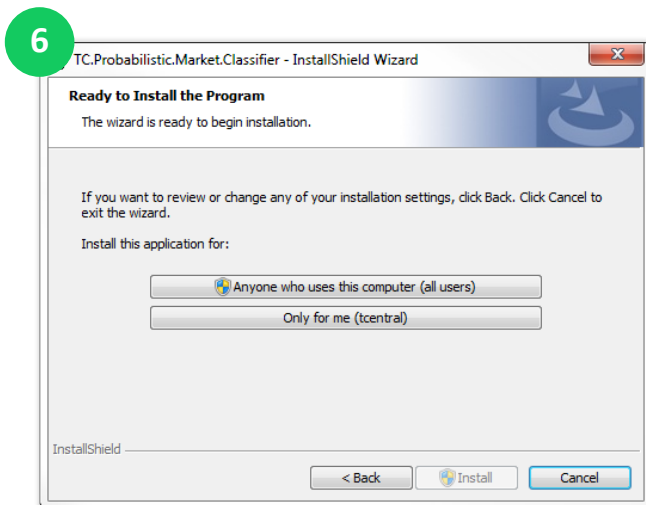 6
TC.Probabilistic.Market.Classifier - InstallShield Wizard
Ready to Install the Program
The wizard is ready to begin installation.
If you want to review or change any of your installation settings, click Back. Click Cancel to
exit the wizard.
Install this application for:
Anyone who uses this computer (all users)
Only for me (tcentral)
InstallShield
< Back Install Cancel